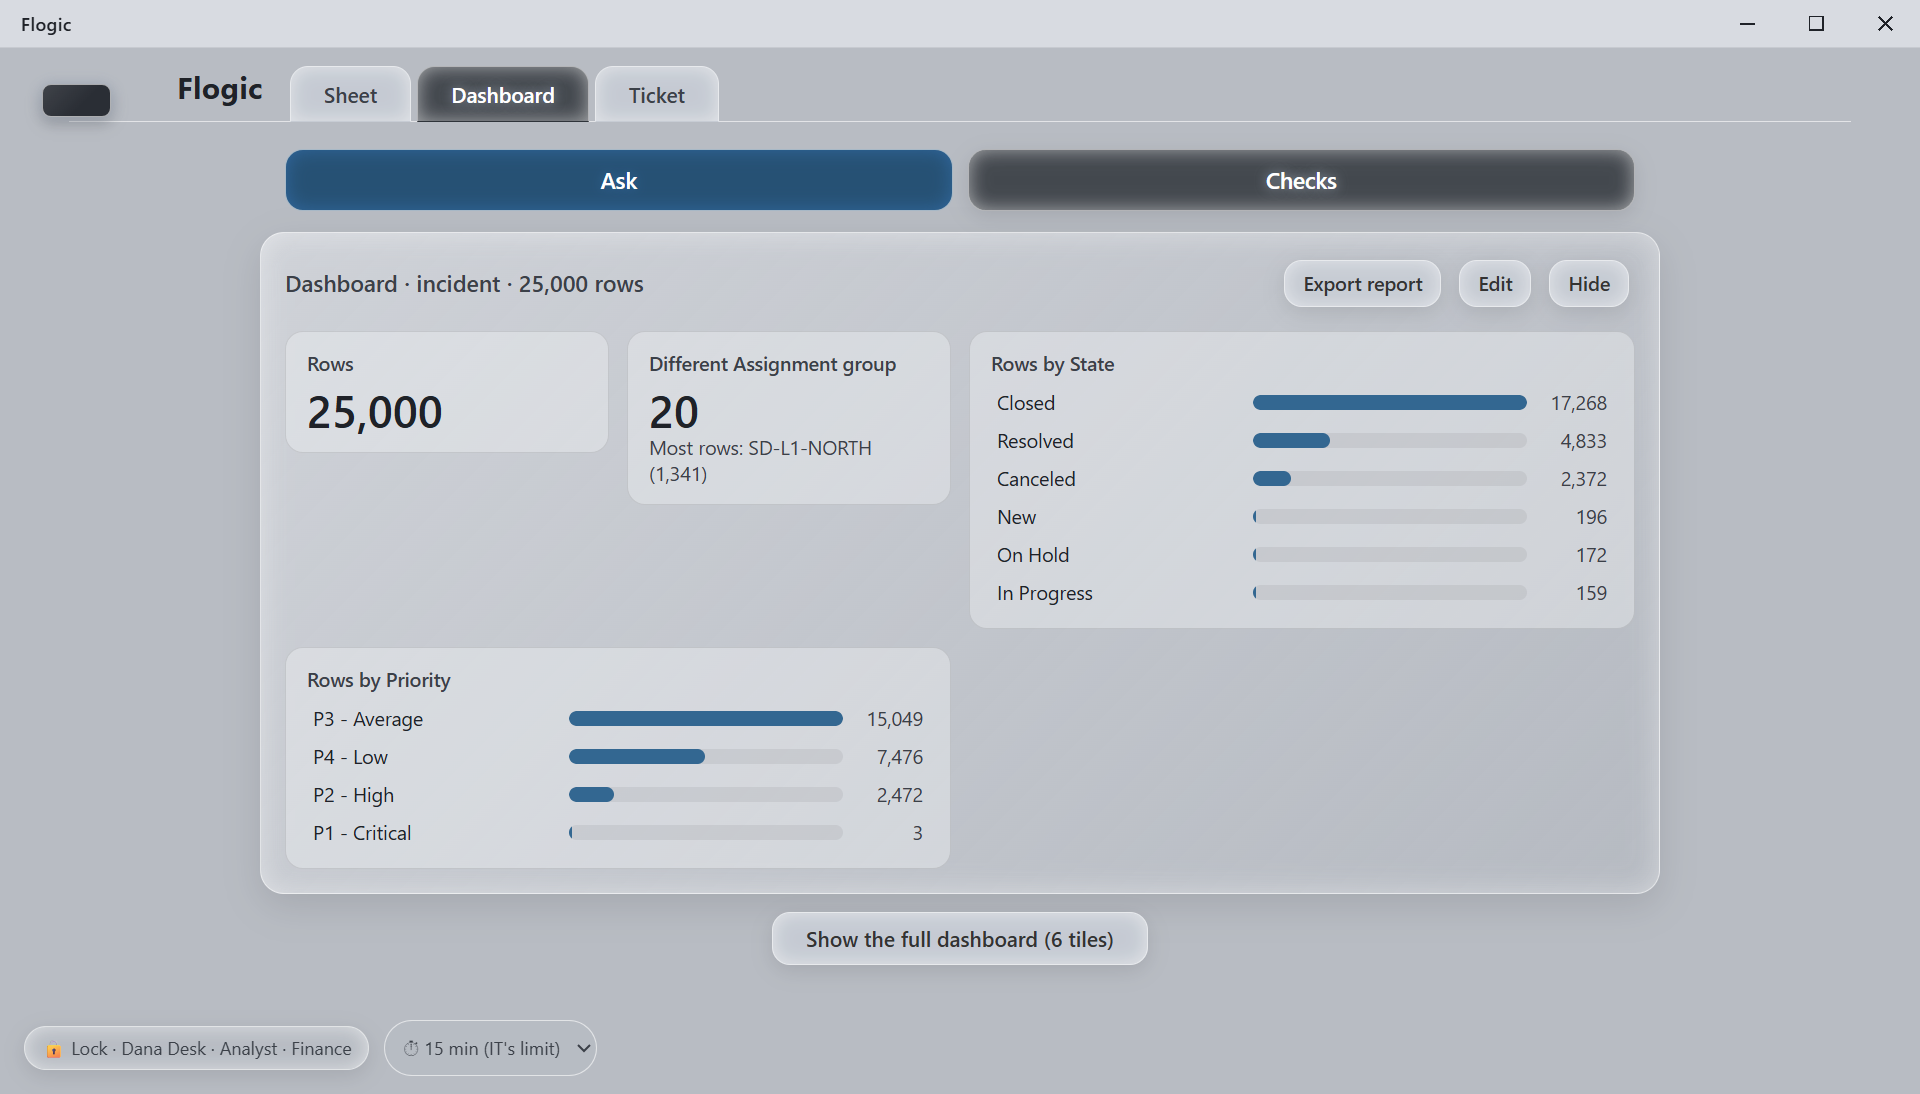 Flogic
Flogic
Sheet
Dashboard
Ticket
Ask
Checks
Dashboard · incident · 25,000 rows
Export report
Edit
Hide
Rows
25,000
Different Assignment group
20
Most rows: SD-L1-NORTH
(1,341)
Rows by State
Closed 17,268
Resolved 4,833
Canceled 2,372
New 196
On Hold 172
In Progress 159
Rows by Priority
P3 - Average 15,049
P4 - Low 7,476
P2 - High 2,472
P1 - Critical 3
Show the full dashboard (6 tiles)
Lock · Dana Desk · Analyst · Finance
15 min (IT's limit)